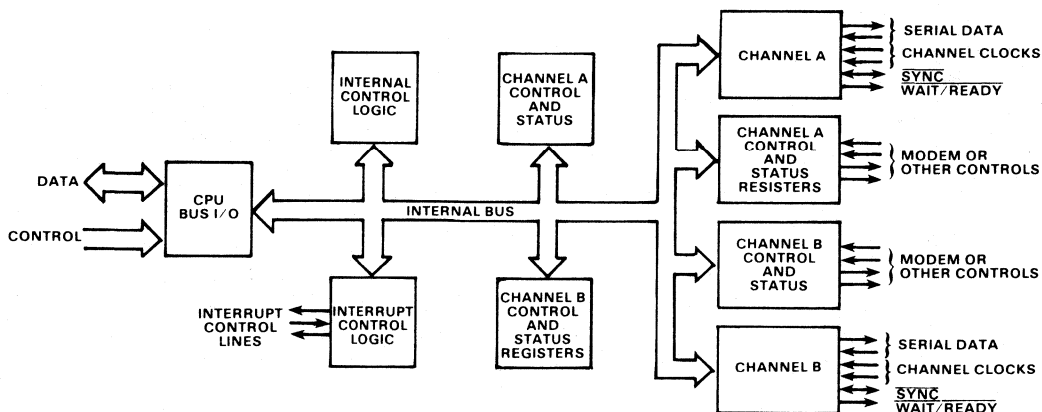 DATA
CONTROL
CPU
BUS I/O
INTERNAL
CONTROL
LOGIC
CHANNEL A
CONTROL
AND
STATUS
INTERNAL BUS
INTERRUPT
CONTROL
LINES
INTERRUPT
CONTROL
LOGIC
CHANNEL B
CONTROL
AND
STATUS
REGISTERS
CHANNEL A
SERIAL DATA
CHANNEL CLOCKS
SYNC
WAIT/READY
CHANNEL A
CONTROL
AND
STATUS
REGISTERS
MODEM OR
OTHER CONTROLS
CHANNEL B
CONTROL
AND
STATUS
MODEM OR
OTHER CONTROLS
CHANNEL B
SERIAL DATA
CHANNEL CLOCKS
SYNC
WAIT/READY